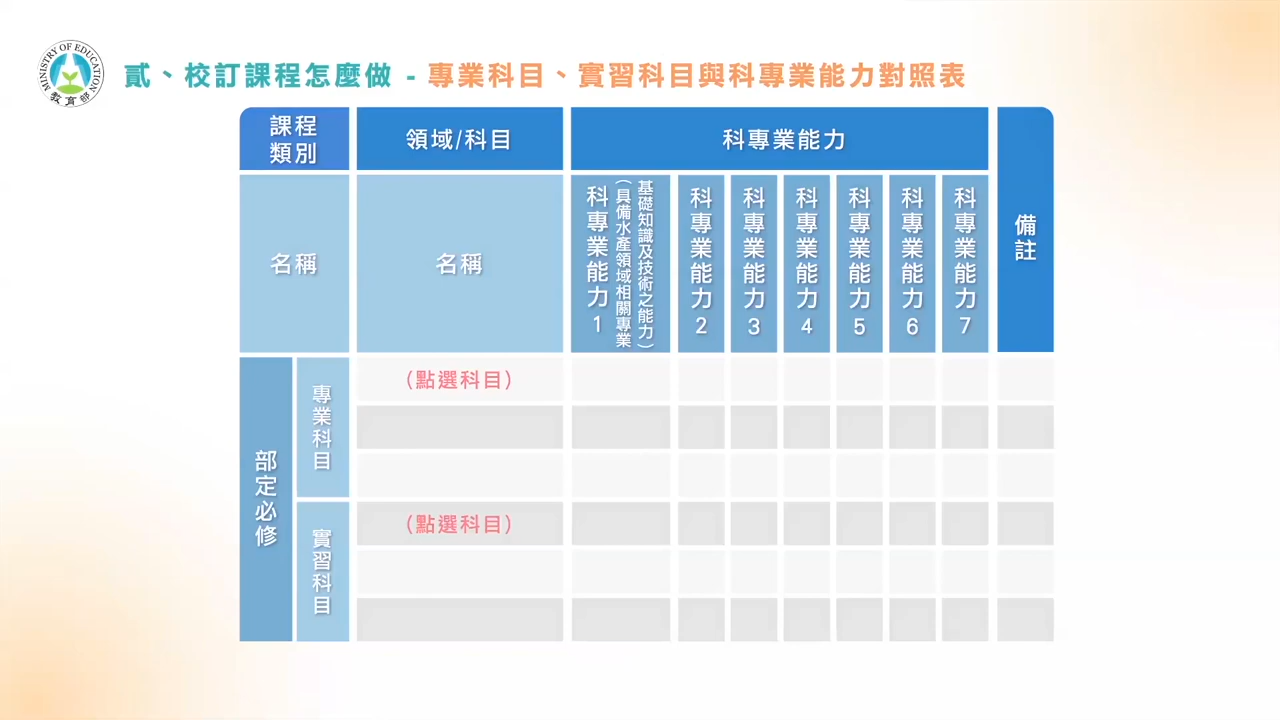 MINISTRY OF EDUCATION
教育部
貳、校訂課程怎麼做 - 專業科目、實習科目與科專業能力對照表
課程
類別
領域/科目
科專業能力
備註
名稱
名稱
科專業能力1
(具備水產領域相關專業
基礎知識及技術之能力)
科專業能力2
科專業能力3
科專業能力4
科專業能力5
科專業能力6
科專業能力7
部定必修
專業科目
(點選科目)
實習科目
(點選科目)